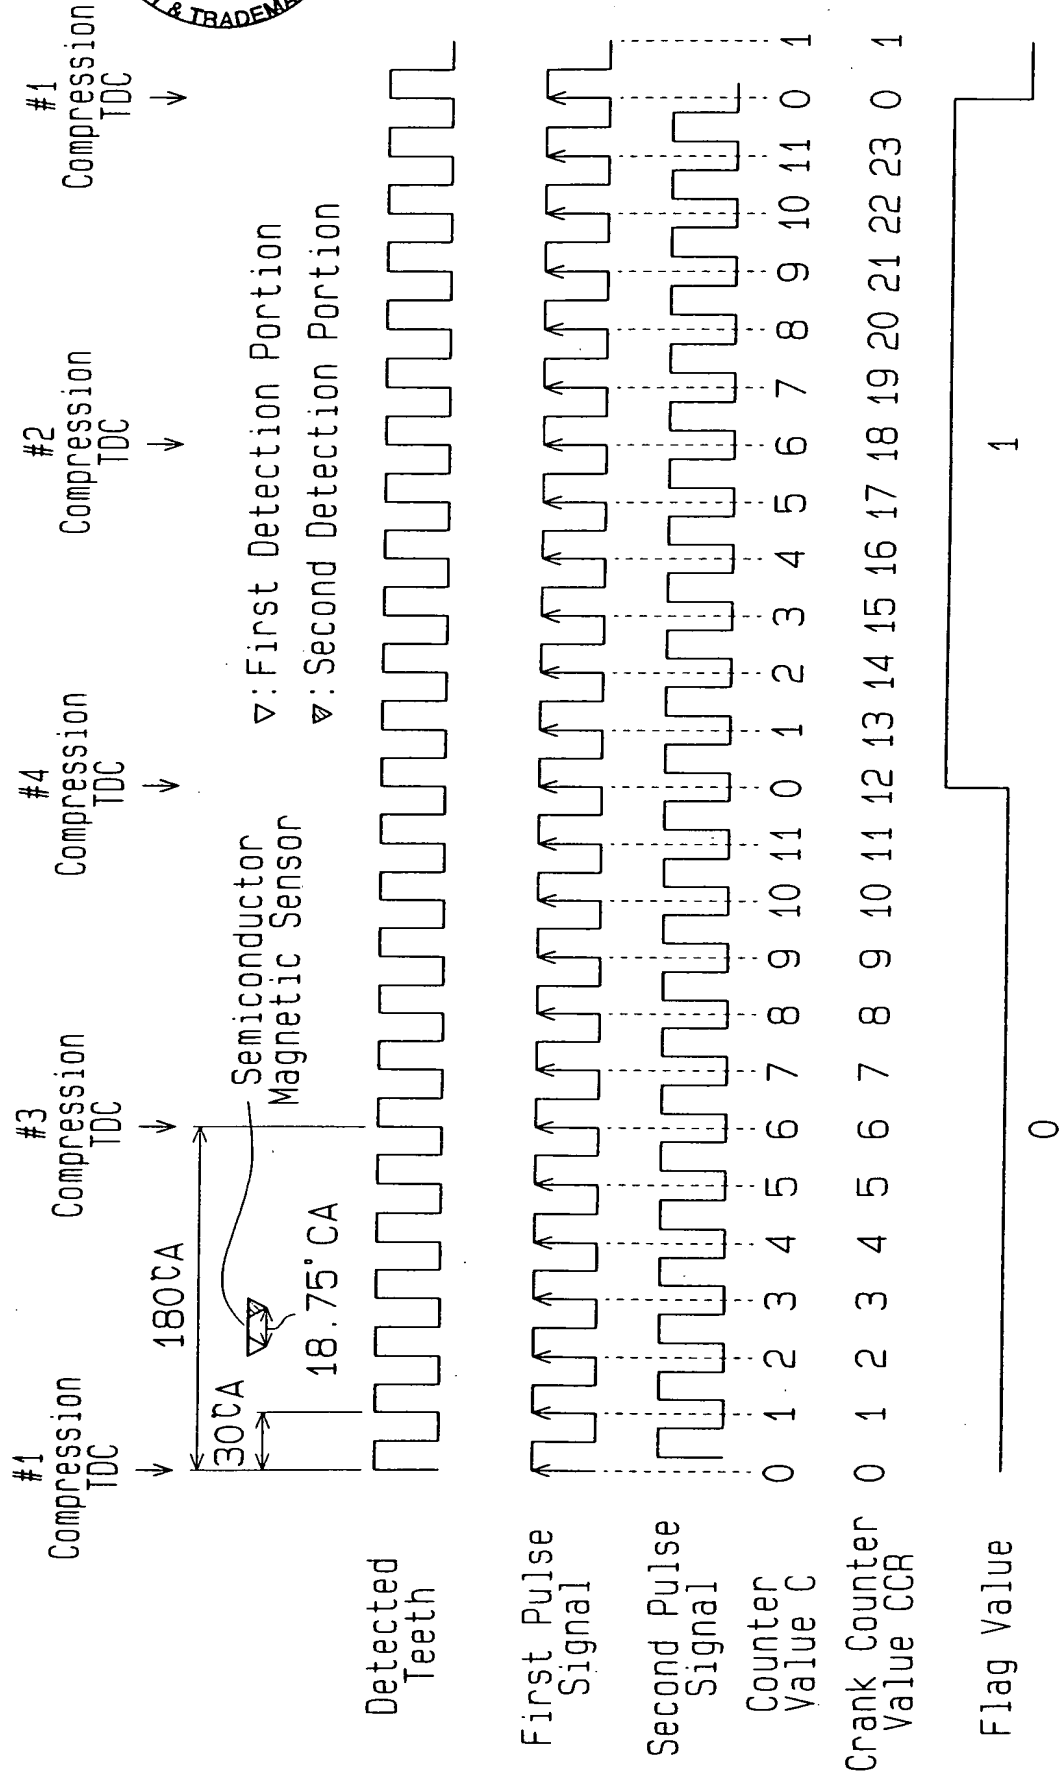 & TRADEMA
#1
Compression
TDC
#3
Compression
TDC
#4
Compression
TDC
#2
Compression
TDC
#1
Compression
TDC
180°CA
30°CA
18.75°CA
Semiconductor
Magnetic Sensor
▽:First Detection Portion
▽:Second Detection Portion
Detected
Teeth
First Pulse
Signal
Second Pulse
Signal
Counter
Value C
0 1 2 3 4 5 6 7 8 9 10 11 0 1 2 3 4 5 6 7 8 9 10 11 0 1
Crank Counter
Value CCR
0 1 2 3 4 5 6 7 8 9 10 11 12 13 14 15 16 17 18 19 20 21 22 23 0 1
Flag Value
0
1